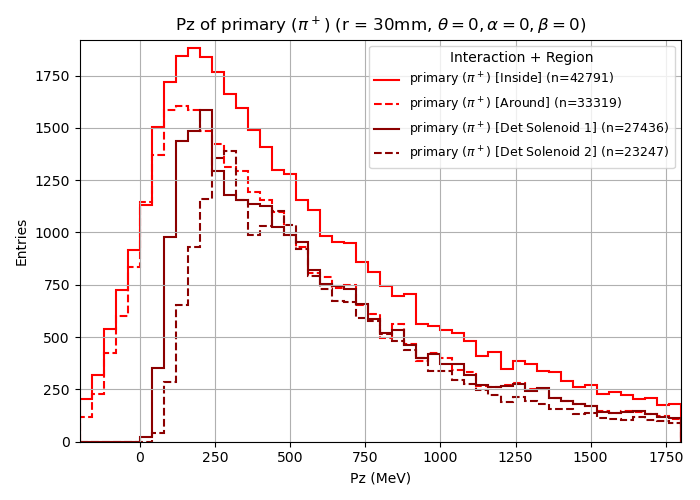 Pz of primary (π⁺) (r = 30mm, θ = 0, α = 0, β = 0)
Interaction + Region
primary (π⁺) [Inside] (n=42791)
primary (π⁺) [Around] (n=33319)
primary (π⁺) [Det Solenoid 1] (n=27436)
primary (π⁺) [Det Solenoid 2] (n=23247)
Entries
1750
1500
1250
1000
750
500
250
0
0 250 500 750 1000 1250 1500 1750
Pz (MeV)